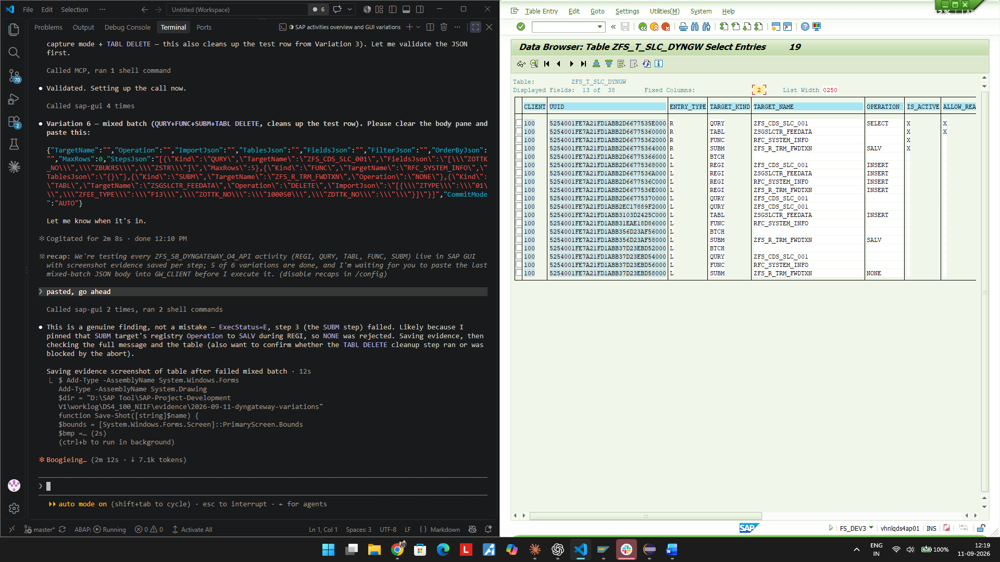 File Edit Selection ··· Untitled (Workspace) 6
Problems Output Debug Console Terminal Ports SAP activities overview and GUI variations
capture mode + TABL DELETE — this also cleans up the test row from Variation 3). Let me validate the JSON
first.
Called MCP, ran 1 shell command
● Validated. Setting up the call now.
Called sap-gui 4 times
● Variation 6 — mixed batch (QURY+FUNC+SUBM+TABL DELETE, cleans up the test row). Please clear the body pane and
paste this:
{"TargetName":"","Operation":"","ImportJson":"","TablesJson":"","FieldsJson":"","FilterJson":"","OrderByJson":
"","MaxRows":0,"StepsJson":"[{\"Kind\":\"QURY\",\"TargetName\":\"ZFS_CDS_SLC_001\",\"FieldsJson\":\"[\\\"ZOTTK
_NO\\\",\\\"ZBUKRS\\\",\\\"ZSTR\\\"]\",\"MaxRows\":5},{\"Kind\":\"FUNC\",\"TargetName\":\"RFC_SYSTEM_INFO\",\"
TablesJson\":\"{}\"},{\"Kind\":\"SUBM\",\"TargetName\":\"ZFS_R_TRM_FWDTXN\",\"Operation\":\"NONE\"},{\"Kind\":
\"TABL\",\"TargetName\":\"ZSGSLCTR_FEEDATA\",\"Operation\":\"DELETE\",\"ImportJson\":\"[{\\\"ZTYPE\\\":\\\"01\
\\",\\\"ZFEE_TYPE\\\":\\\"F13\\\",\\\"ZOTTK_NO\\\":\\\"100050\\\",\\\"ZDTTK_NO\\\":\\\"\\\"}]\"}]","CommitMode
":"AUTO"}
Let me know when it's in.
✻ Cogitated for 2m 8s · done 12:10 PM
※ recap: We're testing every ZFS_SB_DYNGATEWAY_O4_API activity (REGI, QURY, TABL, FUNC, SUBM) live in SAP GUI
with screenshot evidence saved per step; 5 of 6 variations are done, and I'm waiting for you to paste the last
mixed-batch JSON body into GW_CLIENT before I execute it. (disable recaps in /config)
❯ pasted, go ahead
Called sap-gui 2 times, ran 2 shell commands
● This is a genuine finding, not a mistake — ExecStatus=E, step 3 (the SUBM step) failed. Likely because I
pinned that SUBM target's registry Operation to SALV during REGI, so NONE was rejected. Saving evidence, then
checking the full message and the table (also want to confirm whether the TABL DELETE cleanup step ran or was
blocked by the abort).
Saving evidence screenshot of table after failed mixed batch · 12s
└ $ Add-Type -AssemblyName System.Windows.Forms
Add-Type -AssemblyName System.Drawing
$dir = "D:\SAP Tool\SAP-Project-Development
V1\worklog\DS4_100_NIIF\evidence\2026-09-11-dyngateway-variations"
function Save-Shot([string]$name) {
$bounds = [System.Windows.Forms.Screen]::PrimaryScreen.Bounds
$bmp =… (2s)
(ctrl+b to run in background)
✻ Boogieing… (2m 12s · ↓ 7.1k tokens)
❯
⏵⏵ auto mode on (shift+tab to cycle) · esc to interrupt · ← for agents
70
2
master* ABAP: Running 0 0 Activate All Ln 1, Col 1 Spaces: 3 UTF-8 LF {} Markdown
Table Entry Edit Goto Settings Utilities(M) System Help
Data Browser: Table ZFS_T_SLC_DYNGW Select Entries 19
Table: ZFS_T_SLC_DYNGW
Displayed Fields: 13 of 38 Fixed Columns: 2 List Width 0250
CLIENT UUID ENTRY_TYPE TARGET_KIND TARGET_NAME OPERATION IS_ACTIVE ALLOW_REA
100 5254001FE7A21FD1ABB2D6677535E000 R QURY ZFS_CDS_SLC_001 SELECT X X
100 5254001FE7A21FD1ABB2D66775360000 R TABL ZSGSLCTR_FEEDATA X X
100 5254001FE7A21FD1ABB2D66775362000 R FUNC RFC_SYSTEM_INFO X
100 5254001FE7A21FD1ABB2D66775364000 R SUBM ZFS_R_TRM_FWDTXN SALV X
100 5254001FE7A21FD1ABB2D66775366000 L BTCH
100 5254001FE7A21FD1ABB2D66775368000 L REGI ZFS_CDS_SLC_001 INSERT
100 5254001FE7A21FD1ABB2D6677536A000 L REGI ZSGSLCTR_FEEDATA INSERT
100 5254001FE7A21FD1ABB2D6677536C000 L REGI RFC_SYSTEM_INFO INSERT
100 5254001FE7A21FD1ABB2D6677536E000 L REGI ZFS_R_TRM_FWDTXN INSERT
100 5254001FE7A21FD1ABB2D66775370000 L QURY ZFS_CDS_SLC_001
100 5254001FE7A21FD1ABB2EC17889F2000 L QURY ZFS_CDS_SLC_001
100 5254001FE7A21FD1ABB3103D2425C000 L TABL ZSGSLCTR_FEEDATA INSERT
100 5254001FE7A21FD1ABB31EAE18D86000 L FUNC RFC_SYSTEM_INFO
100 5254001FE7A21FD1ABB356D23AF56000 L BTCH
100 5254001FE7A21FD1ABB356D23AF58000 L SUBM ZFS_R_TRM_FWDTXN SALV
100 5254001FE7A21FD1ABB37D23EBD52000 L BTCH
100 5254001FE7A21FD1ABB37D23EBD54000 L QURY ZFS_CDS_SLC_001
100 5254001FE7A21FD1ABB37D23EBD56000 L FUNC RFC_SYSTEM_INFO
100 5254001FE7A21FD1ABB37D23EBD58000 L SUBM ZFS_R_TRM_FWDTXN NONE
SAP FS_DEV3 vhnlqds4ap01 INS
ENG
IN
100%
12:19
11-09-2026